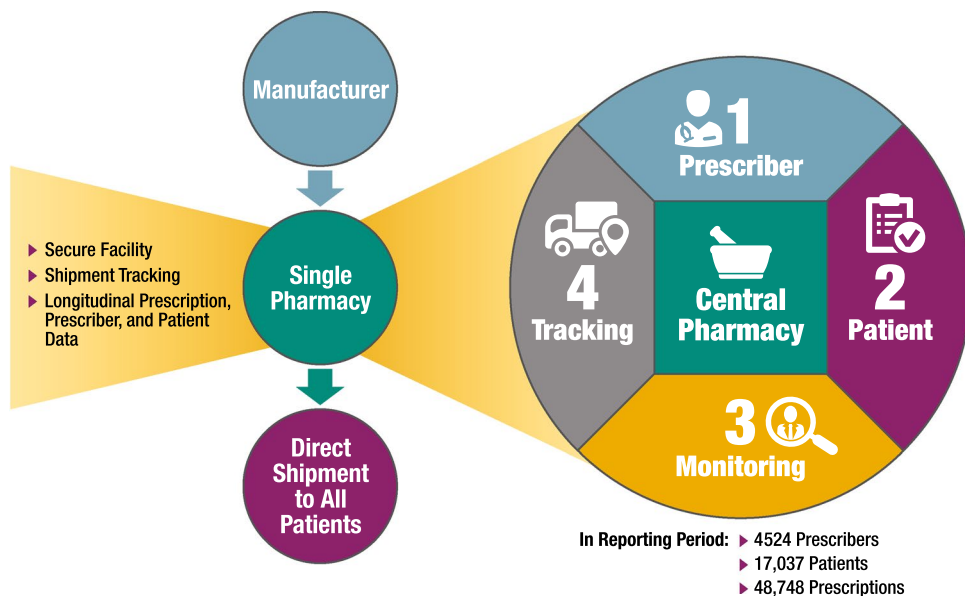 Manufacturer
Secure Facility
Shipment Tracking
Longitudinal Prescription,
Prescriber, and Patient
Data
Single
Pharmacy
Direct
Shipment
to All
Patients
1
Prescriber
2
Patient
3
Monitoring
4
Tracking
Central
Pharmacy
In Reporting Period:
4524 Prescribers
17,037 Patients
48,748 Prescriptions